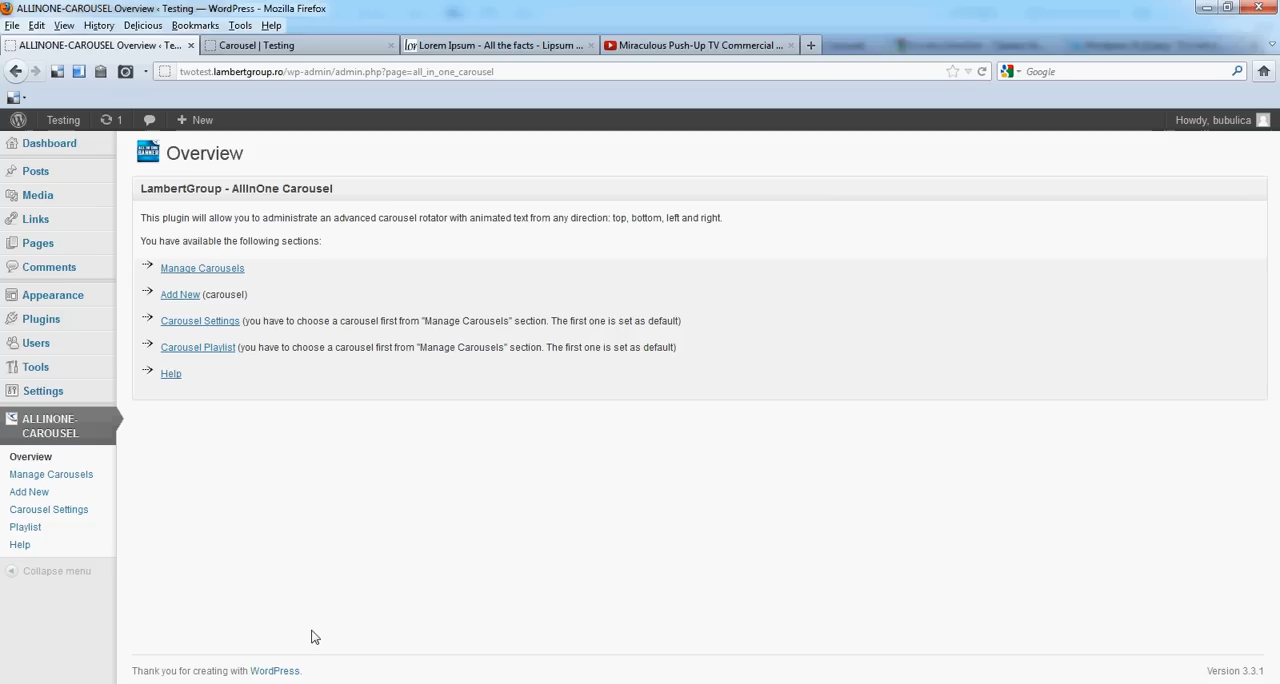 ALLINONE-CAROUSEL Overview ‹ Testing — WordPress - Mozilla Firefox
File Edit View History Delicious Bookmarks Tools Help
ALLINONE-CAROUSEL Overview ‹ Te... × Carousel | Testing × Lorem Ipsum - All the facts - Lipsum ... × Miraculous Push-Up TV Commercial ... × +
twotest.lambertgroup.ro/wp-admin/admin.php?page=all_in_one_carousel Google
Testing 1 + New Howdy, bubulica
Dashboard
Posts
Media
Links
Pages
Comments
Appearance
Plugins
Users
Tools
Settings
ALLINONE-
CAROUSEL
Overview
Manage Carousels
Add New
Carousel Settings
Playlist
Help
Collapse menu
ALL IN ONE
BANNER
Overview
LambertGroup - AllInOne Carousel
This plugin will allow you to administrate an advanced carousel rotator with animated text from any direction: top, bottom, left and right.
You have available the following sections:
Manage Carousels
Add New (carousel)
Carousel Settings (you have to choose a carousel first from "Manage Carousels" section. The first one is set as default)
Carousel Playlist (you have to choose a carousel first from "Manage Carousels" section. The first one is set as default)
Help
Thank you for creating with WordPress. Version 3.3.1